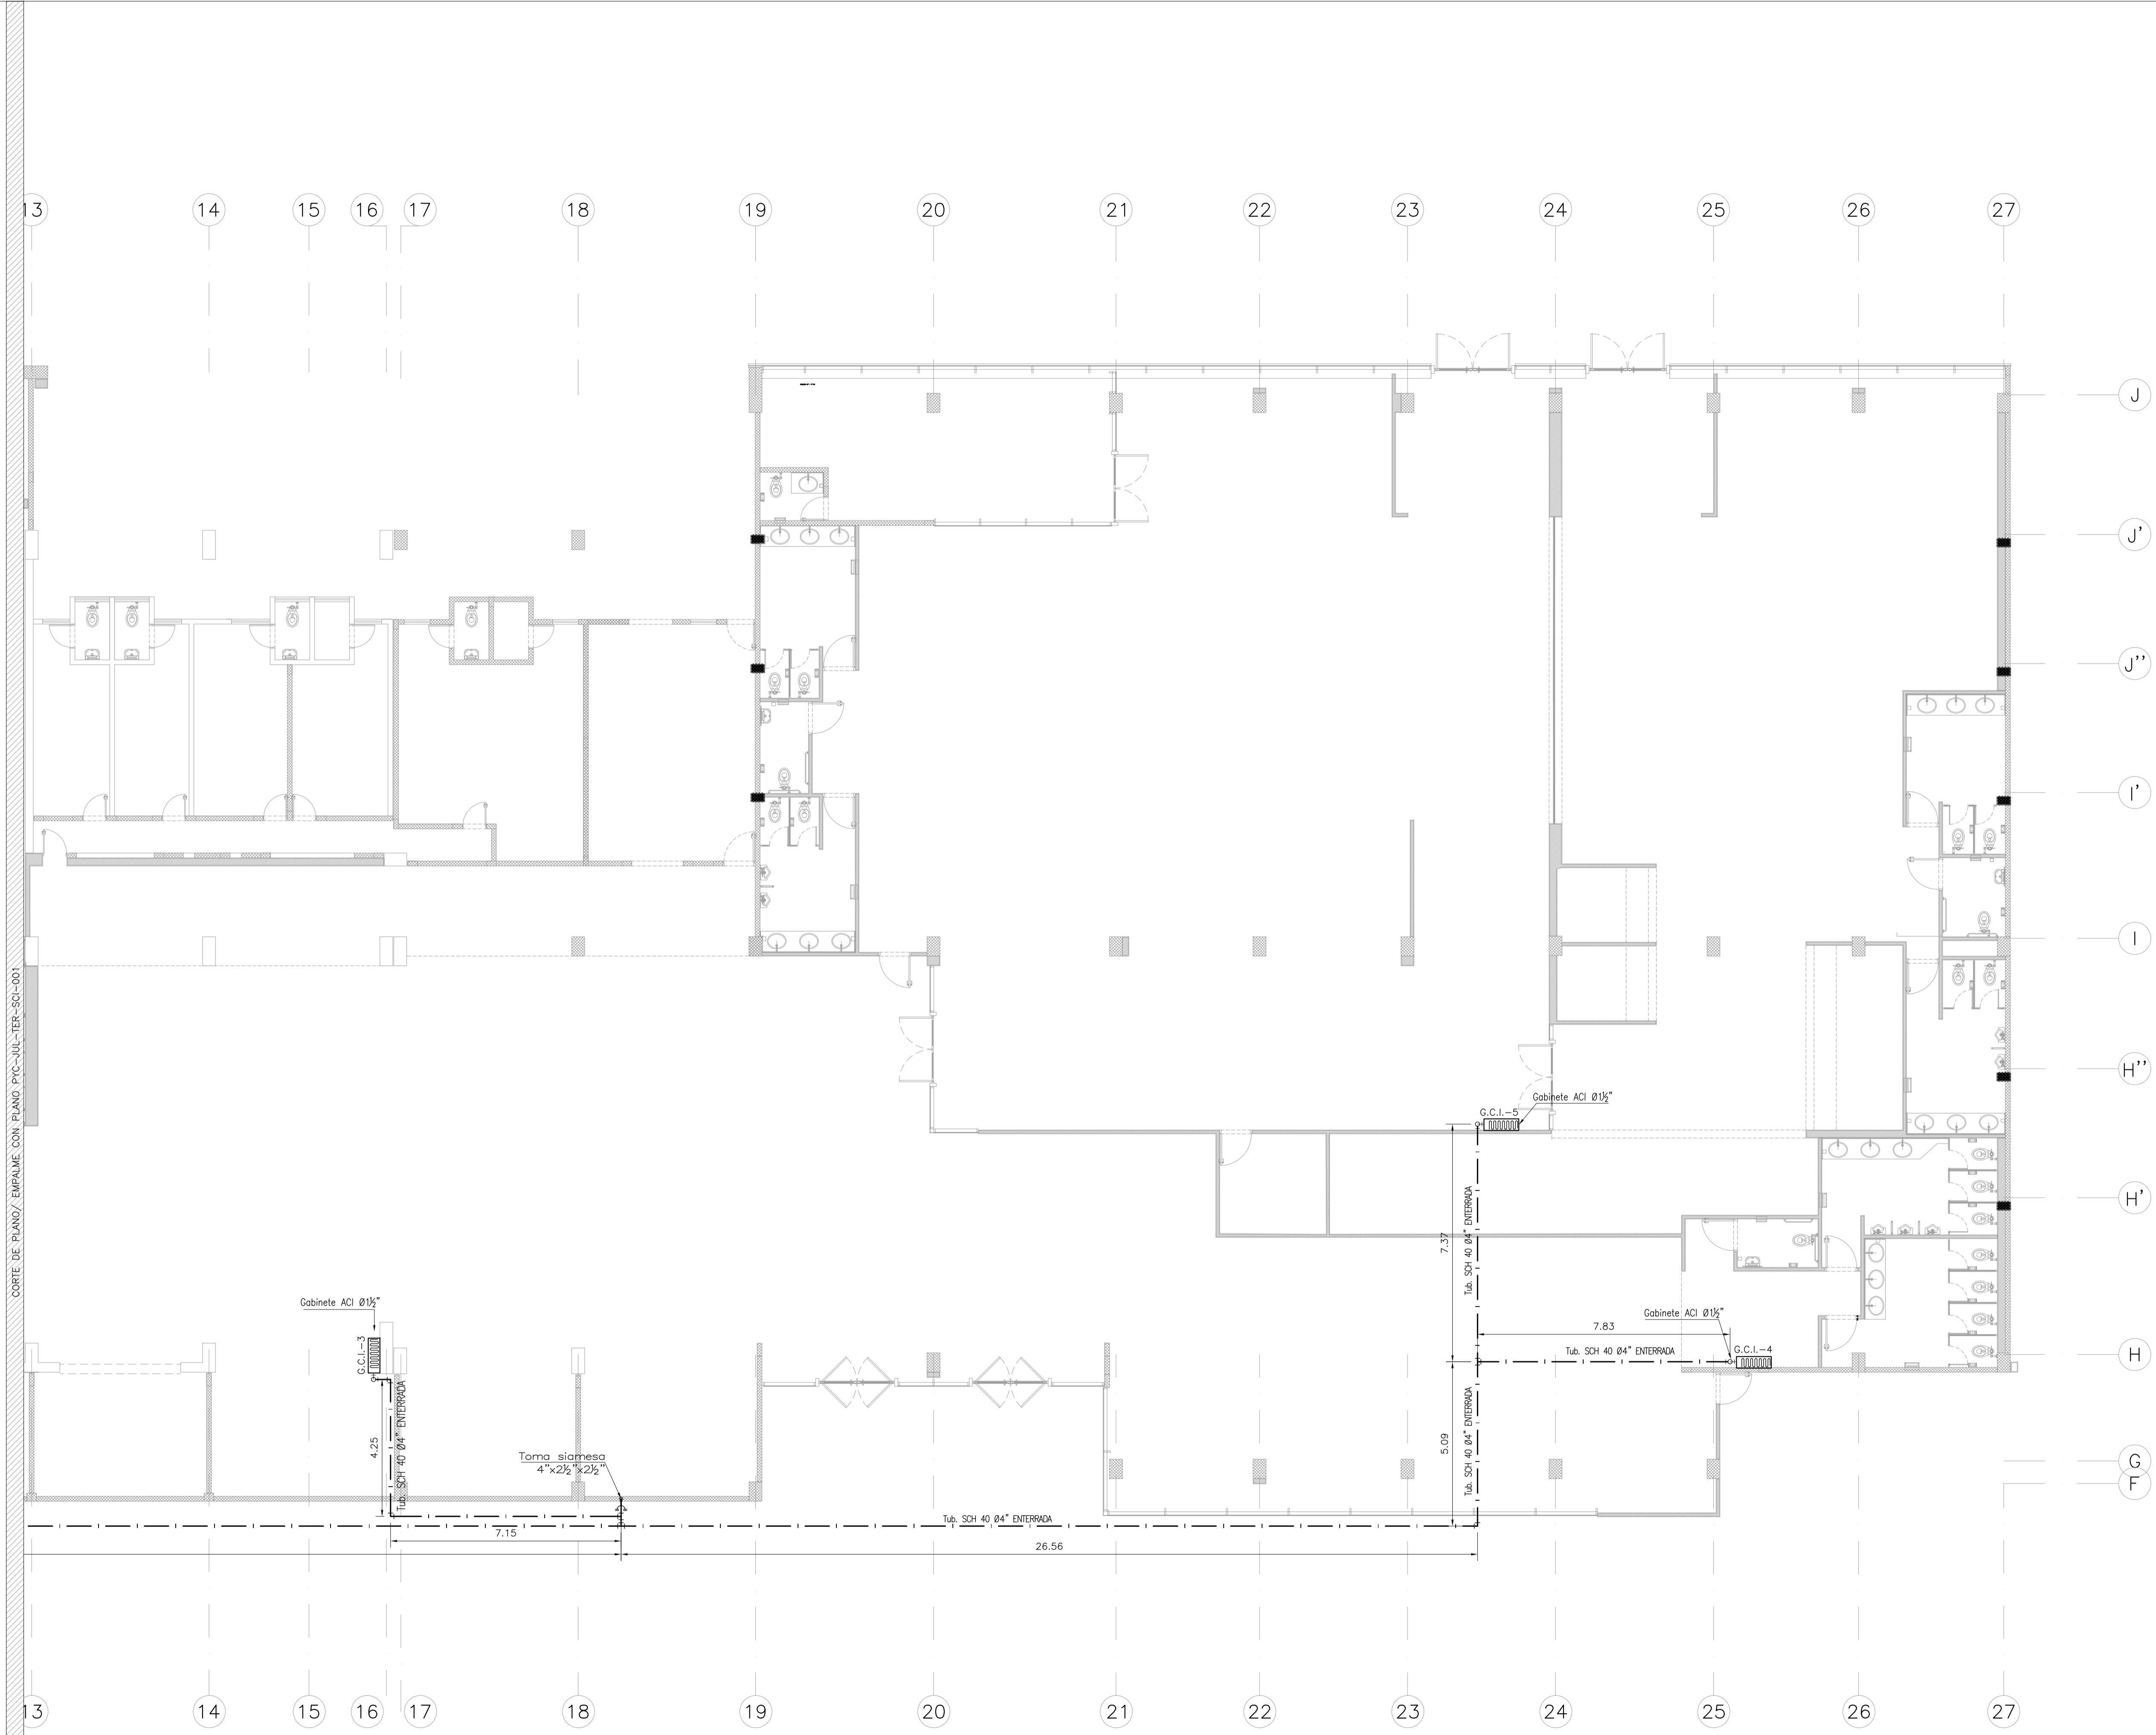 13 14 15 16 17 18 19 20 21 22 23 24 25 26 27
J
J'
J''
I'
I
CORTE DE PLANO/ EMPALME CON PLANO PYC-JUL-TER-SCI-001
H''
Gabinete ACI Ø1½"
G.C.I.-5
H'
7.37
Tub. SCH 40 Ø4" ENTERRADA
Gabinete ACI Ø1½"
G.C.I.-3
Gabinete ACI Ø1½"
7.83
Tub. SCH 40 Ø4" ENTERRADA
G.C.I.-4
H
4.25
Tub. SCH 40 Ø4" ENTERRADA
5.09
Tub. SCH 40 Ø4" ENTERRADA
Toma siamesa
4"x2½"x2½"
G
F
Tub. SCH 40 Ø4" ENTERRADA
7.15
26.56
13 14 15 16 17 18 19 20 21 22 23 24 25 26 27